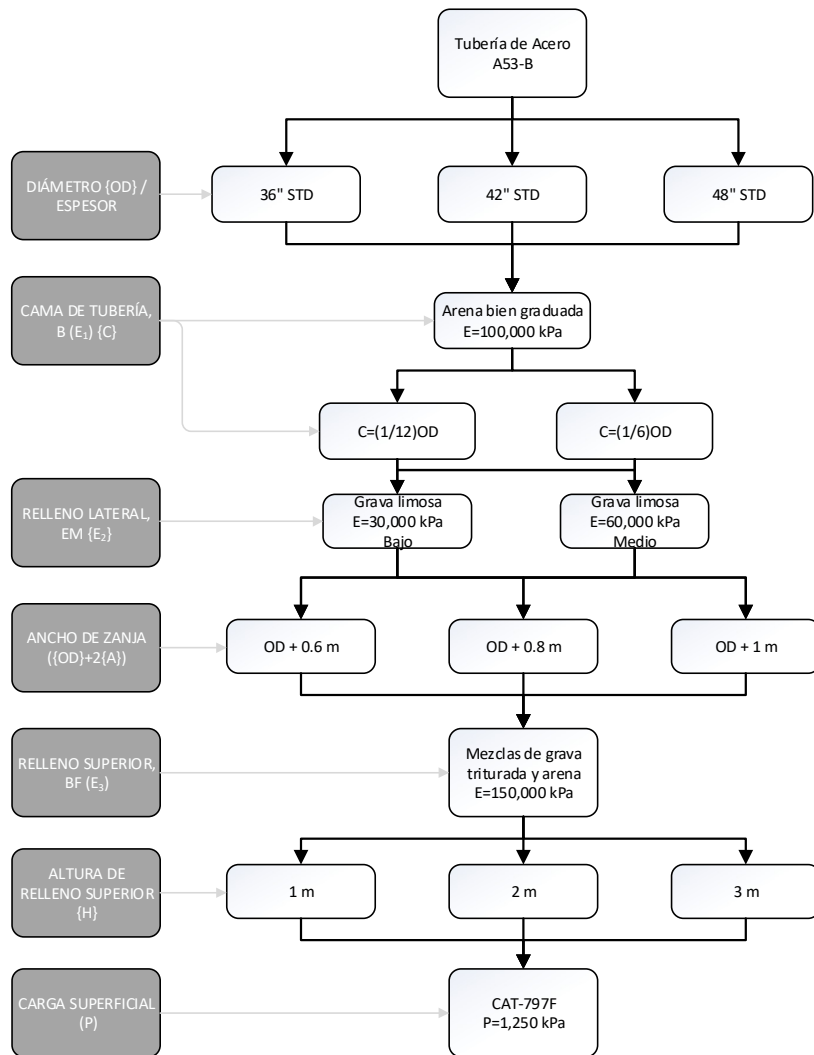 Tubería de Acero
A53-B
DIÁMETRO {OD} /
ESPESOR
36" STD
42" STD
48" STD
CAMA DE TUBERÍA,
B (E₁) {C}
Arena bien graduada
E=100,000 kPa
C=(1/12)OD
C=(1/6)OD
RELLENO LATERAL,
EM {E₂}
Grava limosa
E=30,000 kPa
Bajo
Grava limosa
E=60,000 kPa
Medio
ANCHO DE ZANJA
({OD}+2{A})
OD + 0.6 m
OD + 0.8 m
OD + 1 m
RELLENO SUPERIOR,
BF (E₃)
Mezclas de grava
triturada y arena
E=150,000 kPa
ALTURA DE
RELLENO SUPERIOR
{H}
1 m
2 m
3 m
CARGA SUPERFICIAL
(P)
CAT-797F
P=1,250 kPa